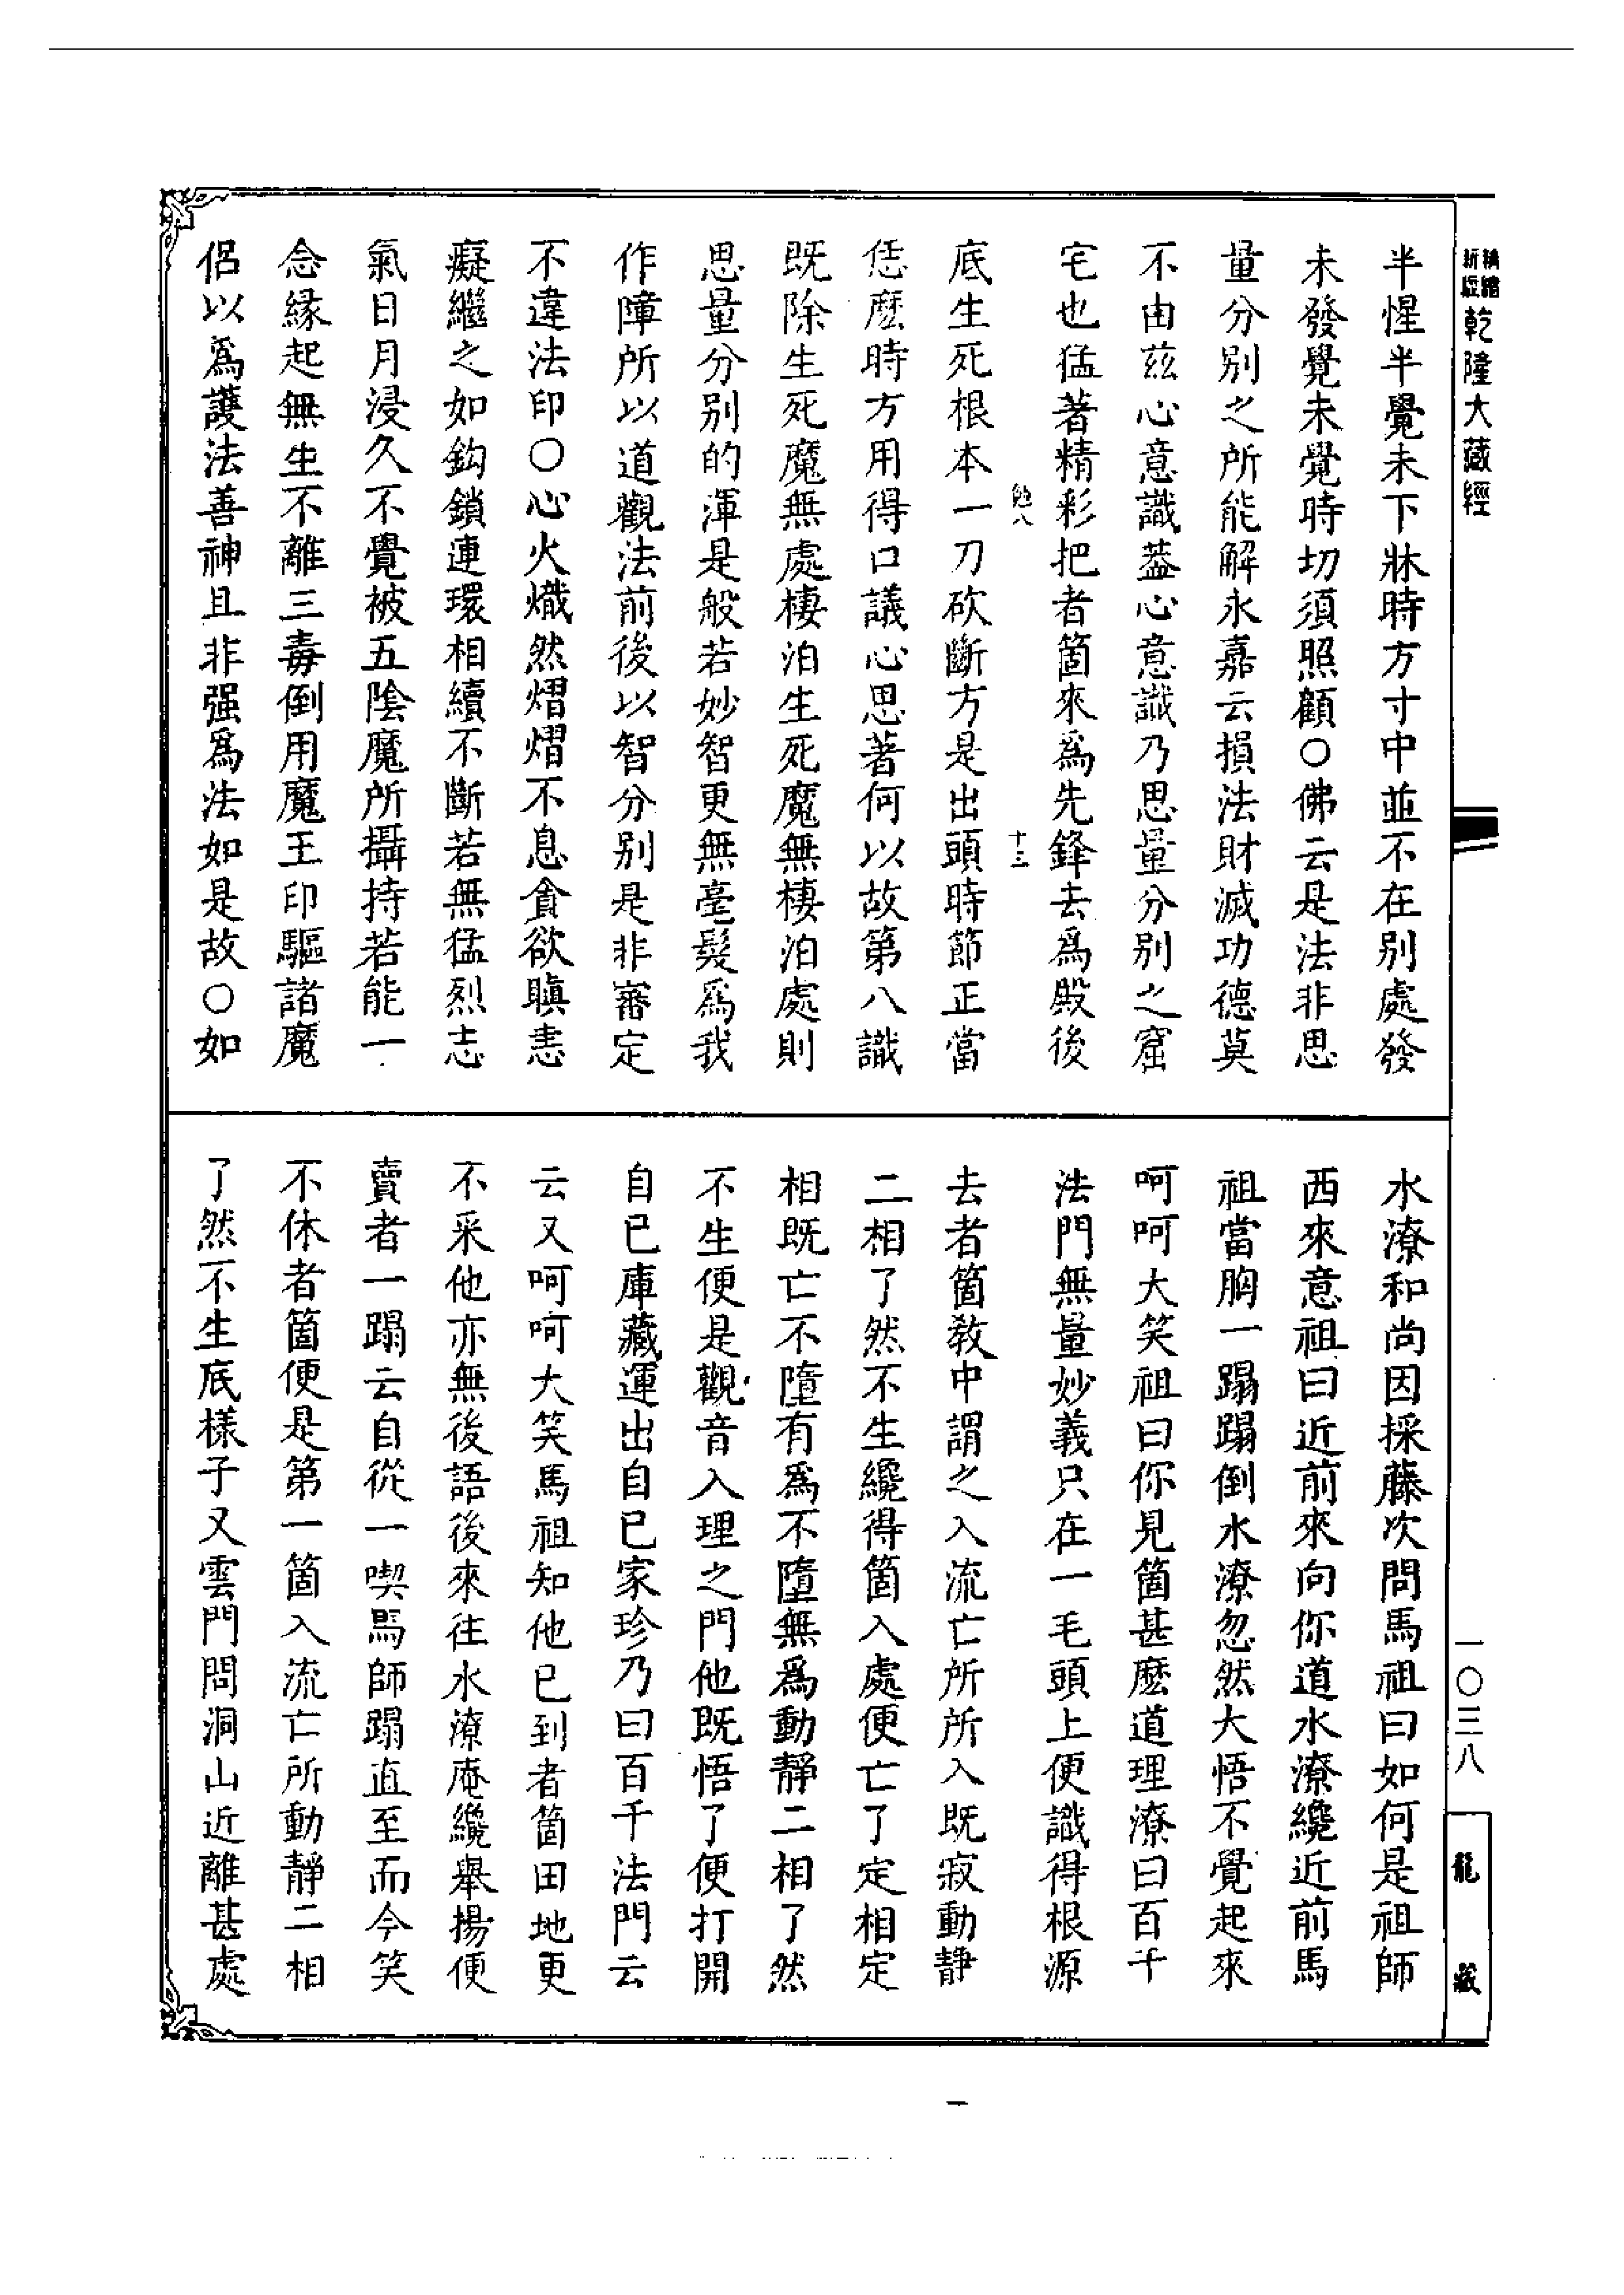 乾隆大藏經
半惺半覺未下牀時方寸中並不在別處發
未發覺未覺時切須照顧〇佛云是法非思
量分別之所能解永嘉云損法財滅功德莫
不由茲心意識葢心意識乃思量分別之窟
宅也猛著精彩把者箇來爲先鋒去爲殿後
勉八
十三
底生死根本一刀砍斷方是出頭時節正當
恁麽時方用得口議心思著何以故第八識
既除生死魔無處棲泊生死魔無棲泊處則
思量分别的渾是般若妙智更無毫髮爲我
作障所以道觀法前後以智分别是非審定
不違法印〇心火熾然熠熠不息貪欲瞋恚
癡繼之如鈎鎖連環相續不斷若無猛烈志
氣日月浸久不覺被五陰魔所攝持若能一
念縁起無生不離三毒倒用魔王印驅諸魔
侶以爲護法善神且非强爲法如是故〇如
水潦和尚因採藤次問馬祖曰如何是祖師
西來意祖曰近前來向你道水潦纔近前馬
祖當胸一蹋蹋倒水潦忽然大悟不覺起來
呵呵大笑祖曰你見箇甚麽道理潦曰百千
法門無量妙義只在一毛頭上便識得根源
去者箇敎中謂之入流亡所所入既寂動静
二相了然不生纔得箇入處便亡了定相定
相既亡不墮有爲不墮無爲動靜二相了然
不生便是觀音入理之門他既悟了便打開
自已庫藏運出自已家珍乃曰百千法門云
云又呵呵大笑馬祖知他已到者箇田地更
不采他亦無後語後來往水潦庵纔舉揚便
賣者一蹋云自從一喫馬師蹋直至而今笑
不休者箇便是第一箇入流亡所動靜二相
了然不生底樣子又雲門問洞山近離甚處
一〇三八
龍藏